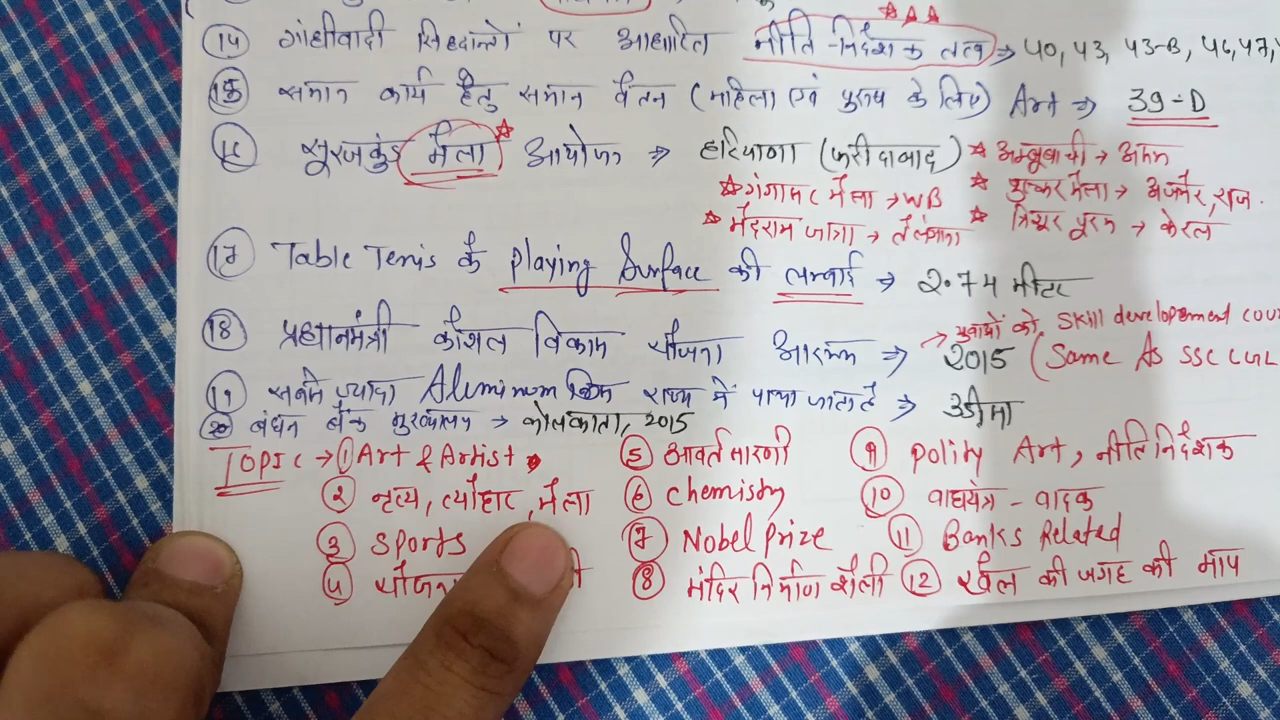 (14) गांधीवादी सिद्धान्तों पर आधारित नीति-निर्देशक तत्व ⇒ 40, 43, 43-B, 46, 47,
(15) समान कार्य हेतु समान वेतन (महिला एवं पुरुष के लिए) Art ⇒ 39-D
(16) सूरजकुंड मेला आयोजन ⇒ हरियाणा (फरीदाबाद) ★ अम्बूबाची → असम
★ गंगासागर मेला → WB ★ पुष्कर मेला → अजमेर, राज.
★ मेदराम जात्रा → तेलंगाना ★ त्रिशूर पूरम → केरल
(17) Table Tenis के Playing Surface की लम्बाई ⇒ 2.74 मीटर
→ युवाओं को skill developement cou
(18) प्रधानमंत्री कौशल विकास योजना आरम्भ ⇒ 2015 (Same As SSC CGL
(19) सबसे ज्यादा Aluminum किस राज्य में पाया जाता है ⇒ उड़ीसा
(20) बंधन बैंक मुख्यालय → कोलकाता, 2015
TOPIC → (1) Art & Artist (5) आवर्त सारणी (9) Polity Art, नीति निर्देशक
(2) नृत्य, त्यौहार, मेला (6) Chemistry (10) वाद्ययंत्र - वादक
(3) Sports (7) Nobel Prize (11) Banks Related
(4) (8) मंदिर निर्माण शैली (12) खेल की जगह की माप